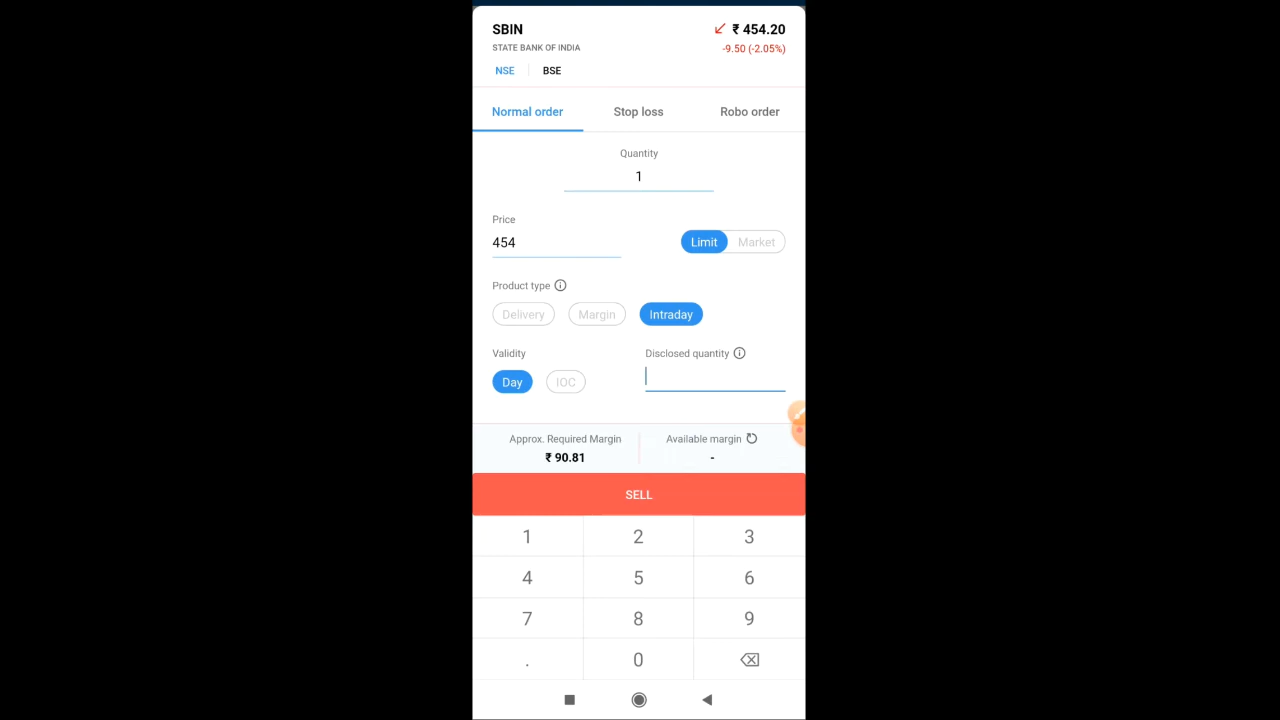 SBIN
₹ 454.20
STATE BANK OF INDIA
-9.50 (-2.05%)
NSE
BSE
Normal order
Stop loss
Robo order
Quantity
1
Price
454
Limit
Market
Product type
Delivery
Margin
Intraday
Validity
Disclosed quantity
Day
IOC
Approx. Required Margin
Available margin
₹ 90.81
-
SELL
1 2 3
4 5 6
7 8 9
. 0